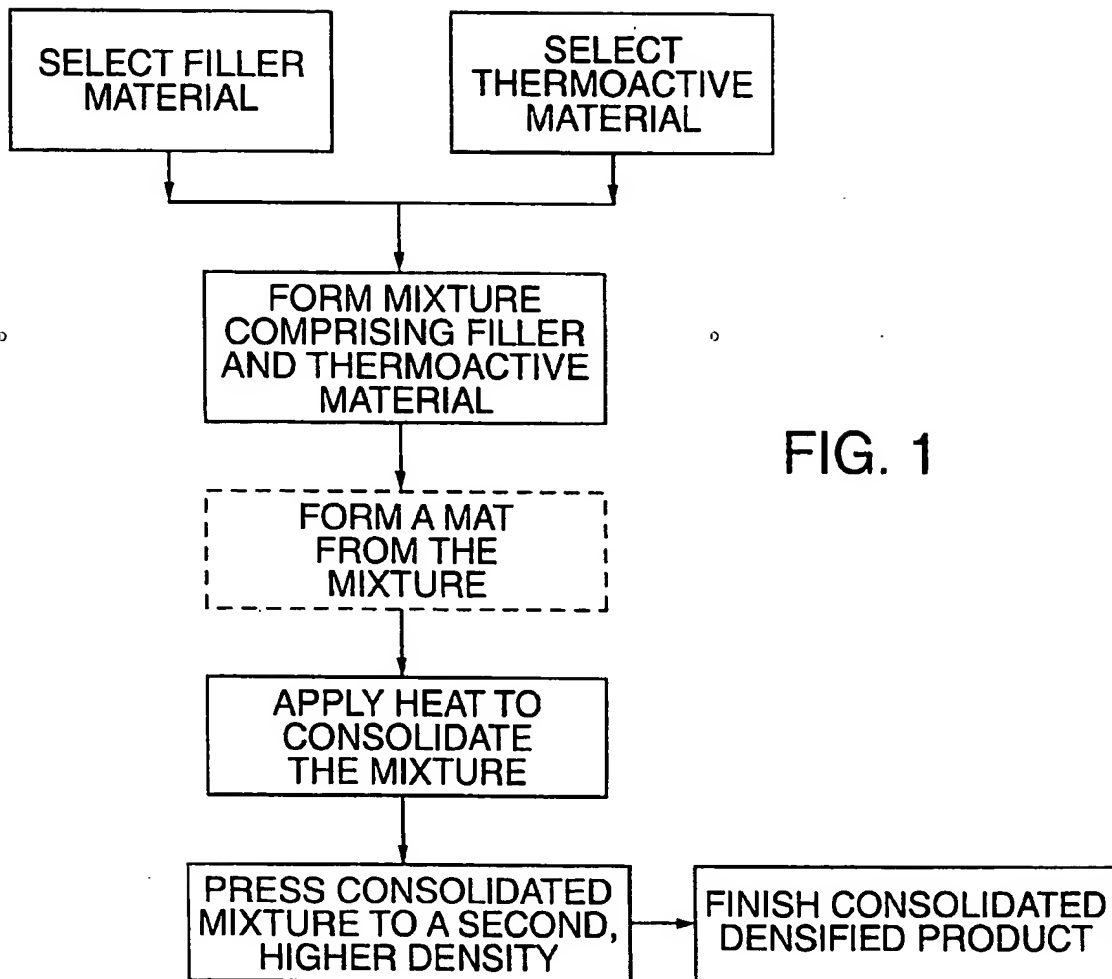 SELECT FILLER
MATERIAL
SELECT
THERMOACTIVE
MATERIAL
FORM MIXTURE
COMPRISING FILLER
AND THERMOACTIVE
MATERIAL
FIG. 1
FORM A MAT
FROM THE
MIXTURE
APPLY HEAT TO
CONSOLIDATE
THE MIXTURE
PRESS CONSOLIDATED
MIXTURE TO A SECOND,
HIGHER DENSITY
FINISH CONSOLIDATED
DENSIFIED PRODUCT